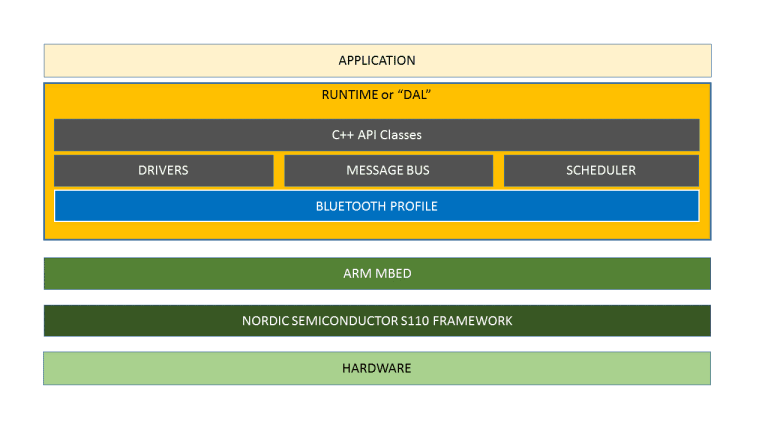 APPLICATION
RUNTIME or “DAL”
C++ API Classes
DRIVERS
MESSAGE BUS
SCHEDULER
BLUETOOTH PROFILE
ARM MBED
NORDIC SEMICONDUCTOR S110 FRAMEWORK
HARDWARE